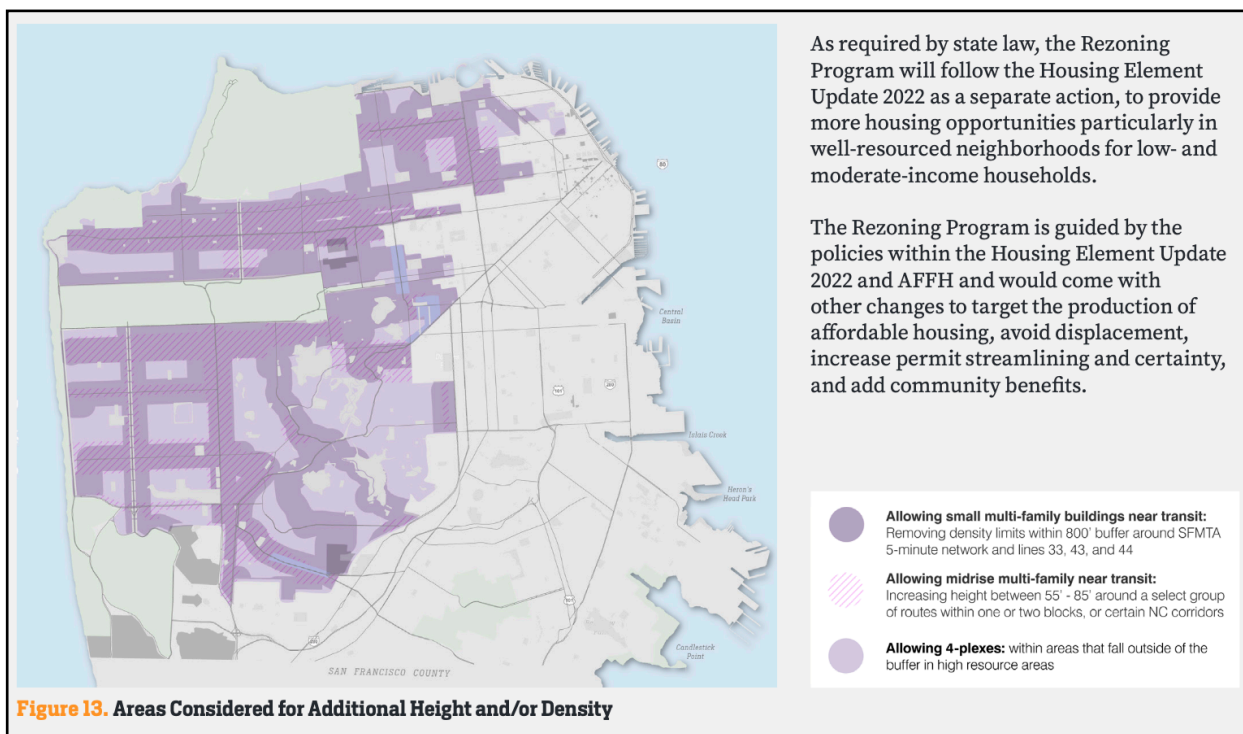 As required by state law, the Rezoning
Program will follow the Housing Element
Update 2022 as a separate action, to provide
more housing opportunities particularly in
well-resourced neighborhoods for low- and
moderate-income households.
The Rezoning Program is guided by the
policies within the Housing Element Update
2022 and AFFH and would come with
other changes to target the production of
affordable housing, avoid displacement,
increase permit streamlining and certainty,
and add community benefits.
80
Central
Basin
101
280
Islais Creek
Heron's
Head Park
101
Candlestick
Point
SAN FRANCISCO COUNTY
Allowing small multi-family buildings near transit:
Removing density limits within 800' buffer around SFMTA
5-minute network and lines 33, 43, and 44
Allowing midrise multi-family near transit:
Increasing height between 55' - 85' around a select group
of routes within one or two blocks, or certain NC corridors
Allowing 4-plexes: within areas that fall outside of the
buffer in high resource areas
Figure 13. Areas Considered for Additional Height and/or Density